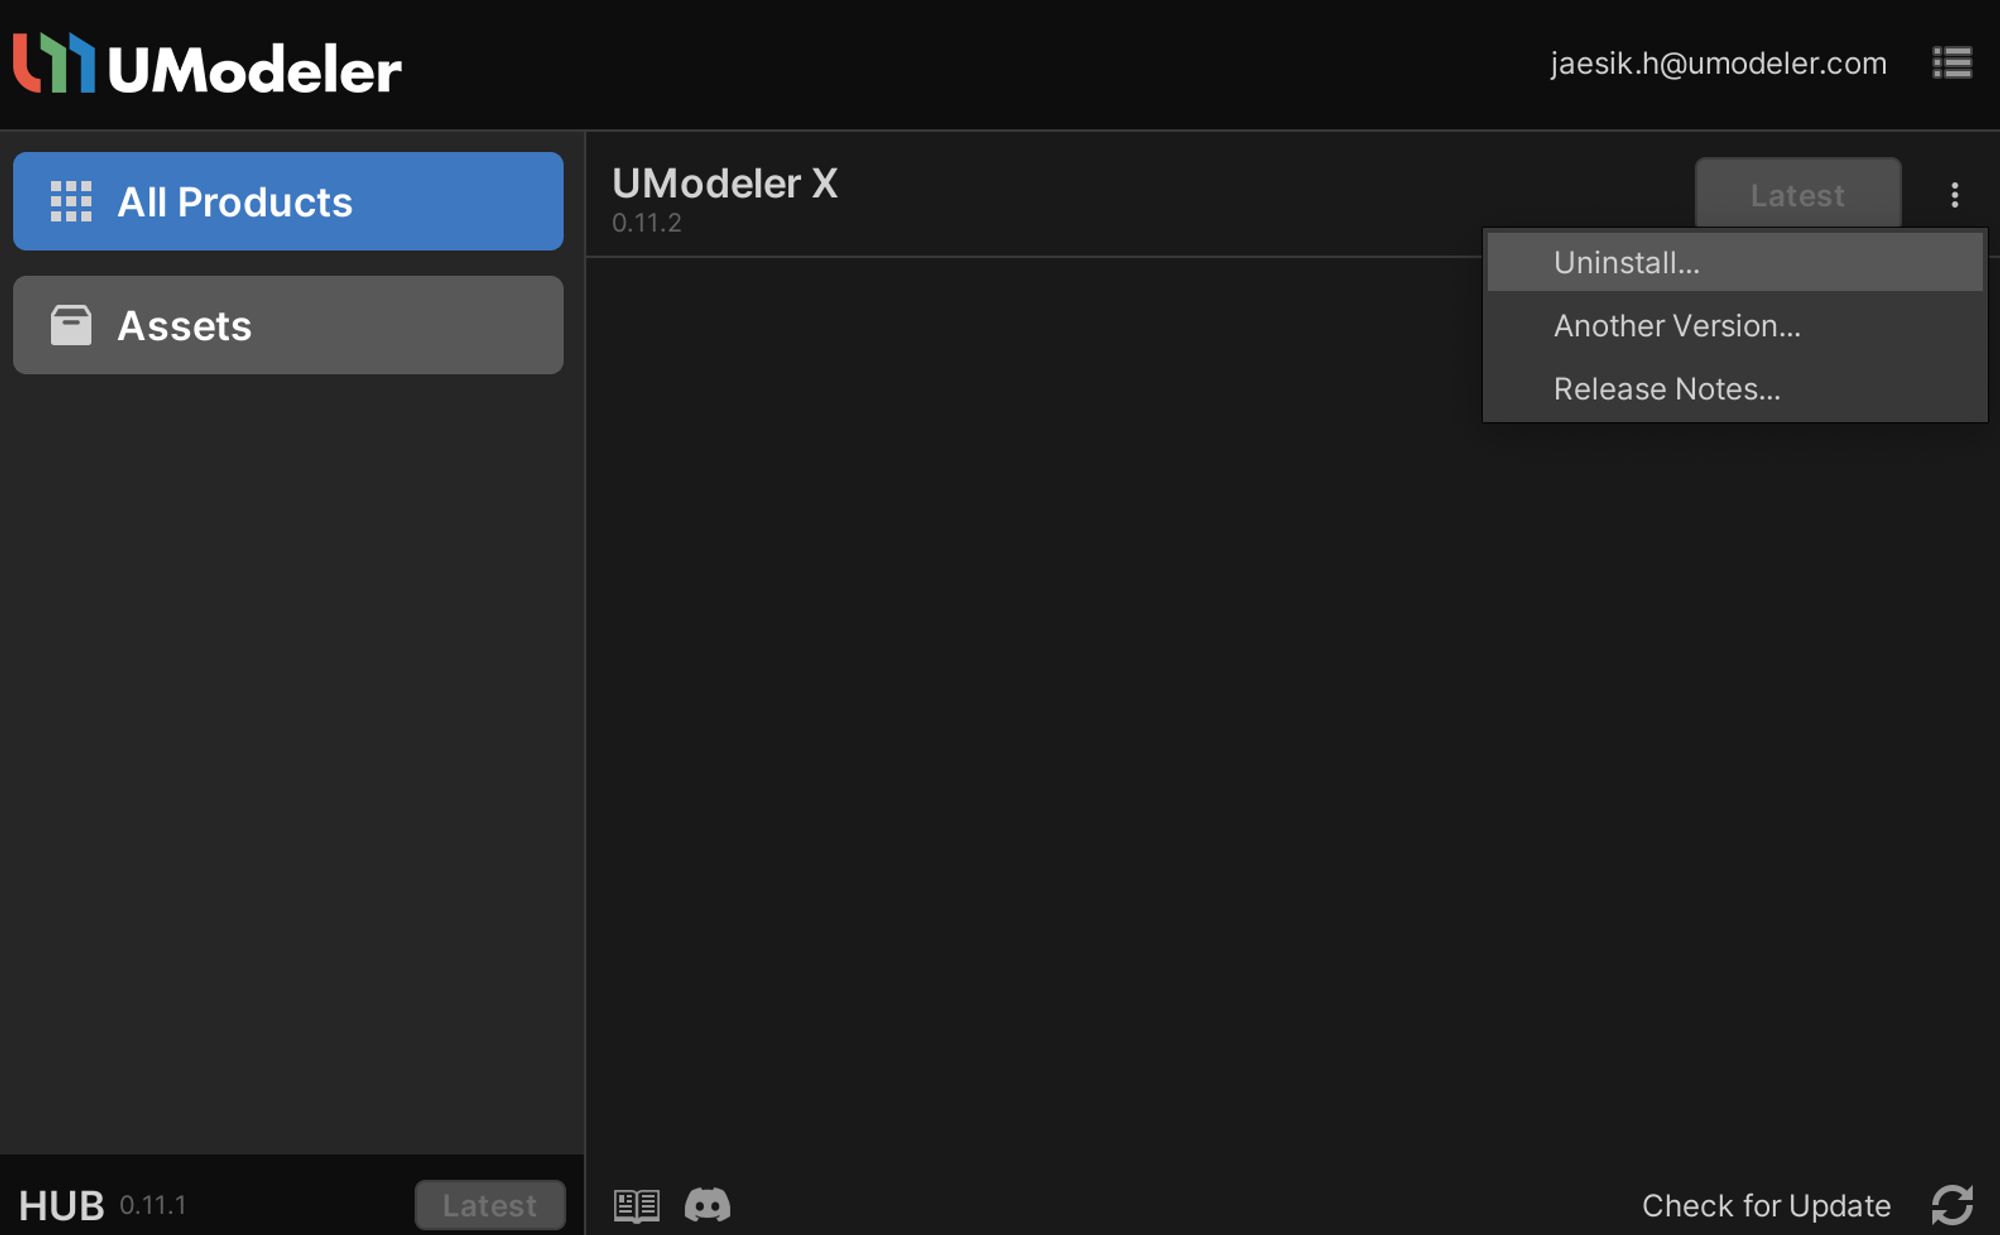 UModeler
jaesik.h@umodeler.com
All Products
Assets
UModeler X
0.11.2
Latest
Uninstall...
Another Version...
Release Notes...
HUB 0.11.1
Latest
Check for Update